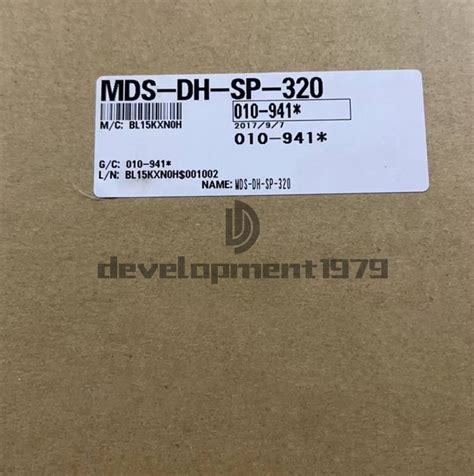 MDS-DH-SP-320
010-941*
M/C: BL15KXN0H
2017/9/7
010-941*
G/C: 010-941*
L/N: BL15KXN0H$001002
NAME: MDS-DH-SP-320
development1979